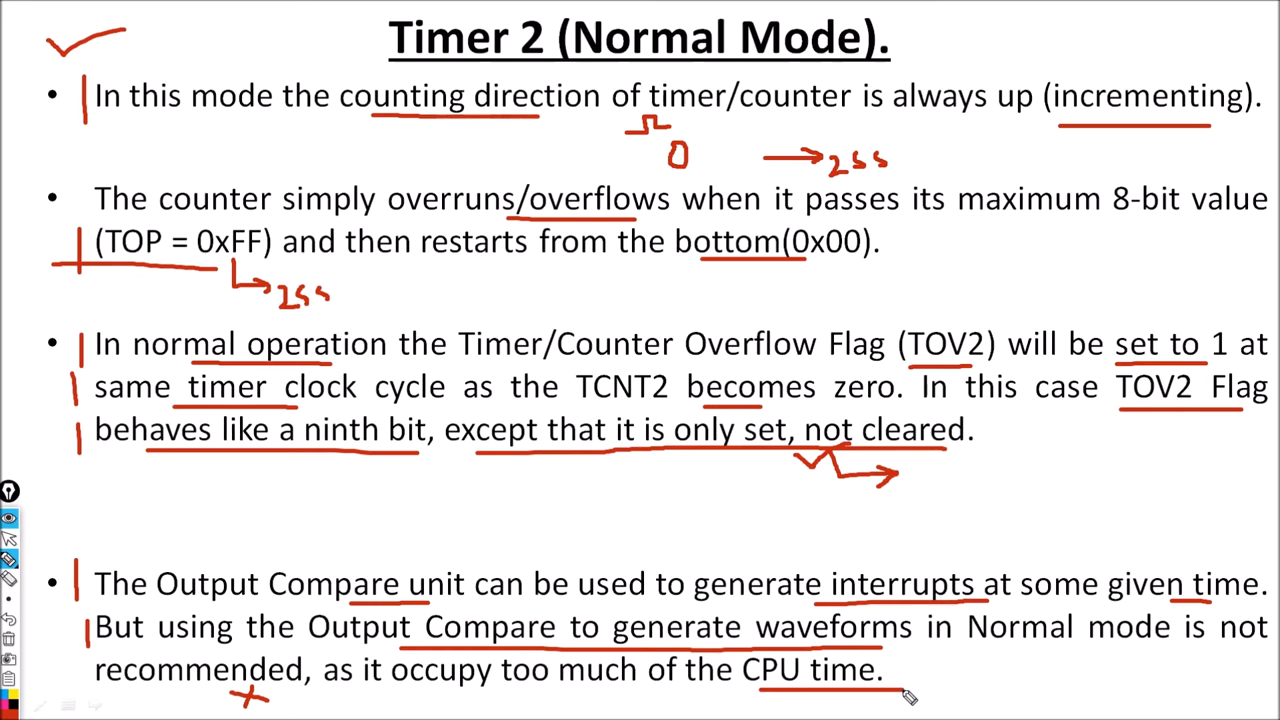 Timer 2 (Normal Mode).
• In this mode the counting direction of timer/counter is always up (incrementing).
0 → 255
• The counter simply overruns/overflows when it passes its maximum 8-bit value
(TOP = 0xFF) and then restarts from the bottom(0x00).
255
• In normal operation the Timer/Counter Overflow Flag (TOV2) will be set to 1 at
same timer clock cycle as the TCNT2 becomes zero. In this case TOV2 Flag
behaves like a ninth bit, except that it is only set, not cleared.
• The Output Compare unit can be used to generate interrupts at some given time.
But using the Output Compare to generate waveforms in Normal mode is not
recommended, as it occupy too much of the CPU time.